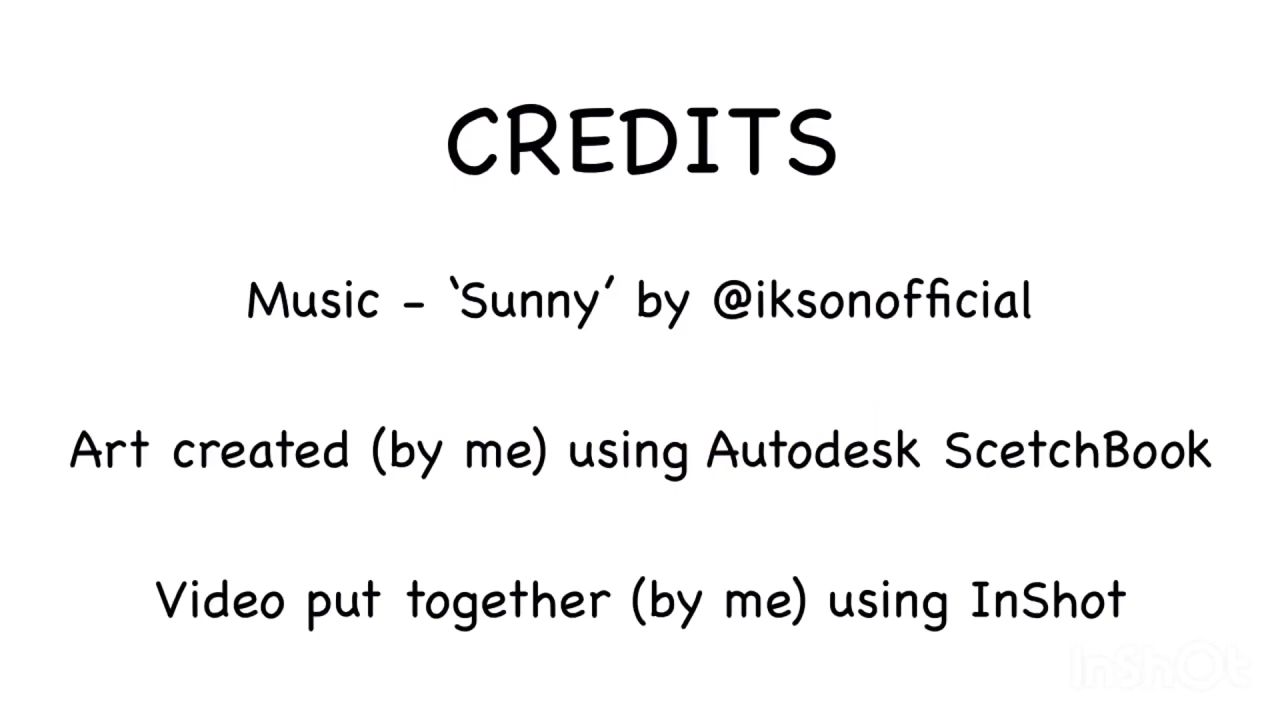 CREDITS
Music - ‘Sunny’ by @iksonofficial
Art created (by me) using Autodesk ScetchBook
Video put together (by me) using InShot
InShOt